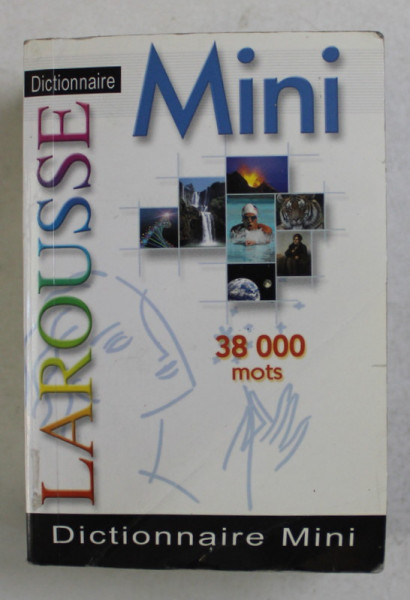 Dictionnaire
Mini
LAROUSSE
38 000
mots
Dictionnaire Mini